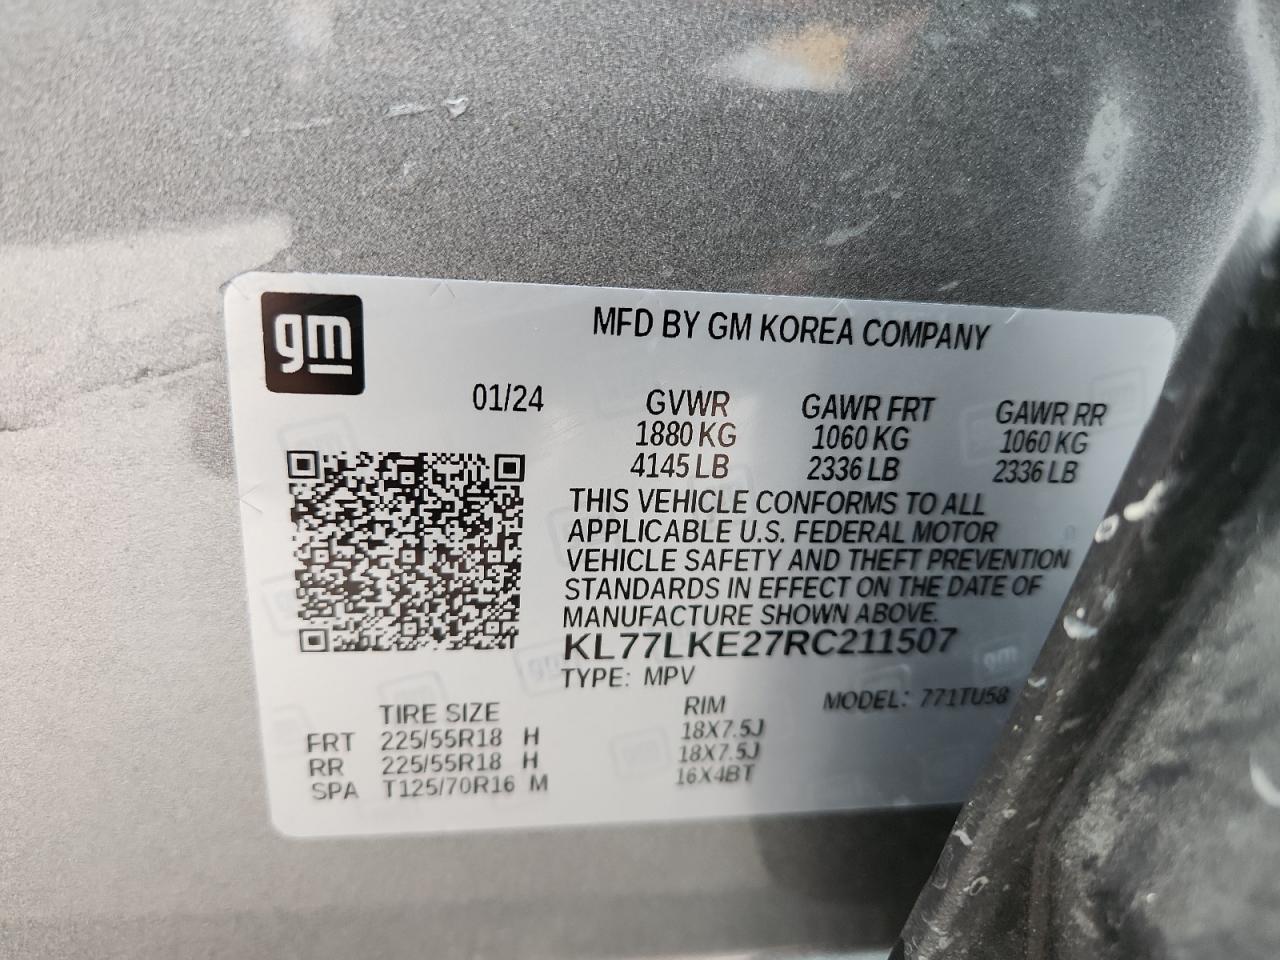 gm
MFD BY GM KOREA COMPANY
01/24 GVWR GAWR FRT GAWR RR
1880 KG 1060 KG 1060 KG
4145 LB 2336 LB 2336 LB
THIS VEHICLE CONFORMS TO ALL
APPLICABLE U.S. FEDERAL MOTOR
VEHICLE SAFETY AND THEFT PREVENTION
STANDARDS IN EFFECT ON THE DATE OF
MANUFACTURE SHOWN ABOVE.
KL77LKE27RC211507
TYPE: MPV
MODEL: 771TU58
TIRE SIZE RIM
FRT 225/55R18 H 18X7.5J
RR 225/55R18 H 18X7.5J
SPA T125/70R16 M 16X4BT